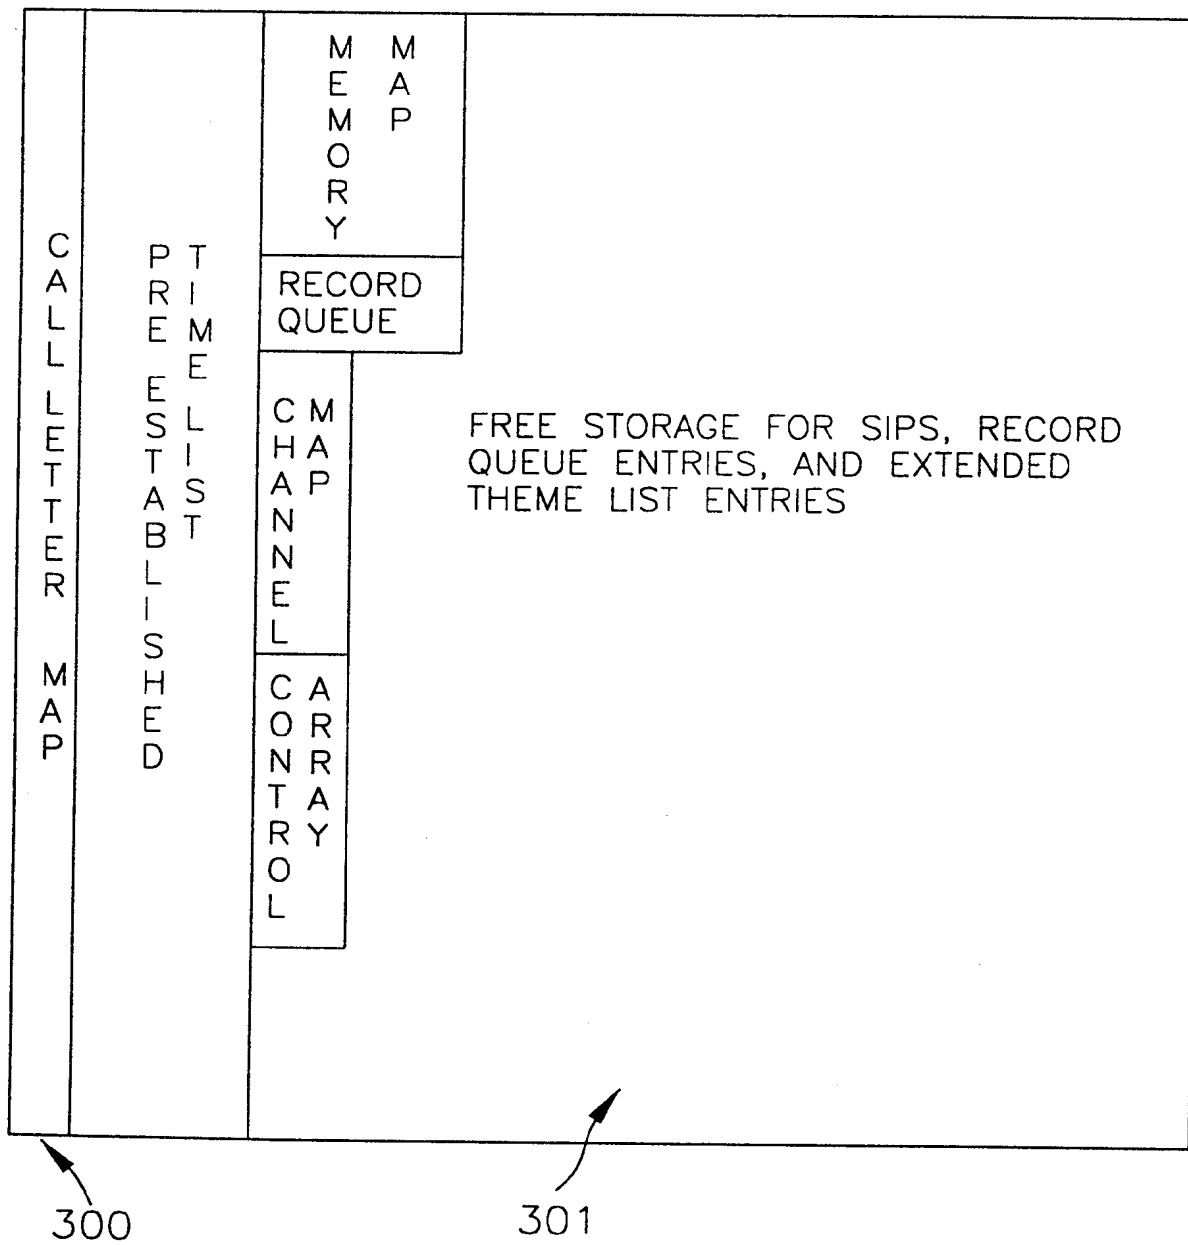 CALL LETTER MAP
PRE ESTABLISHED
TIME LIST
MEMORY
MAP
RECORD
QUEUE
CHANNEL
MAP
CONTROL
ARRAY
FREE STORAGE FOR SIPS, RECORD
QUEUE ENTRIES, AND EXTENDED
THEME LIST ENTRIES
300
301